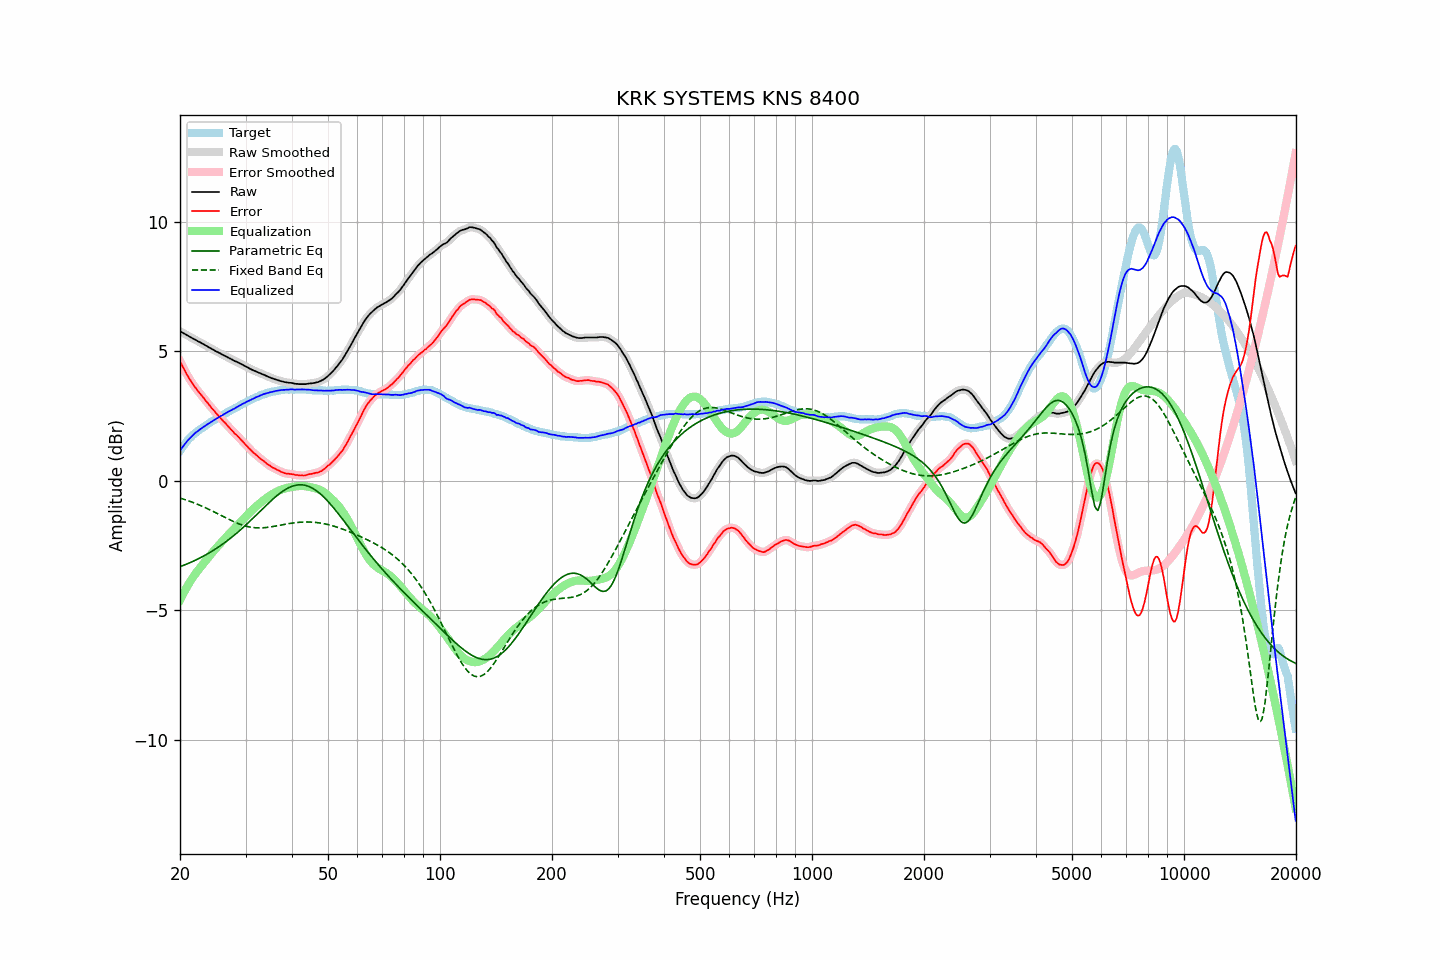 KRK SYSTEMS KNS 8400
Target
Raw Smoothed
Error Smoothed
Raw
Error
Equalization
Parametric Eq
Fixed Band Eq
Equalized
Amplitude (dBr)
10
5
0
−5
−10
20 50 100 200 500 1000 2000 5000 10000 20000
Frequency (Hz)